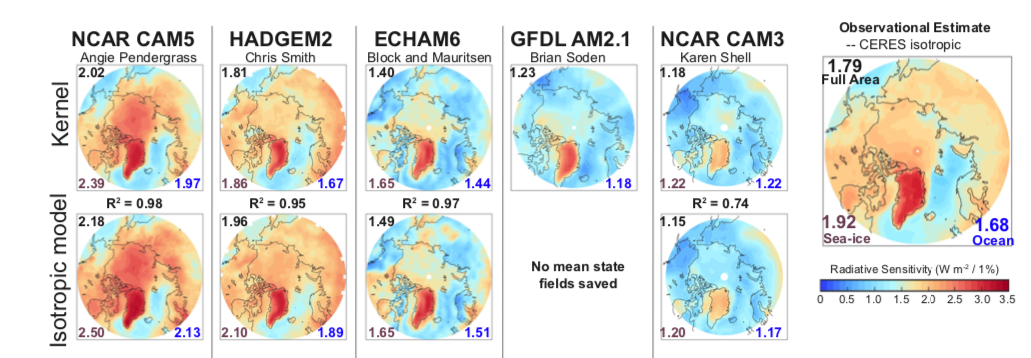 NCAR CAM5
Angie Pendergrass
HADGEM2
Chris Smith
ECHAM6
Block and Mauritsen
GFDL AM2.1
Brian Soden
NCAR CAM3
Karen Shell
Observational Estimate
-- CERES isotropic
Kernel
2.02
2.39
1.97
1.81
1.86
1.67
1.40
1.65
1.44
1.23
1.18
1.18
1.22
1.22
1.79
Full Area
1.92
Sea-ice
1.68
Ocean
R² = 0.98
R² = 0.95
R² = 0.97
R² = 0.74
Isotropic model
2.18
2.50
2.13
1.96
2.10
1.89
1.49
1.65
1.51
No mean state
fields saved
1.15
1.20
1.17
Radiative Sensitivity (W m⁻² / 1%)
0 0.5 1.0 1.5 2.0 2.5 3.0 3.5